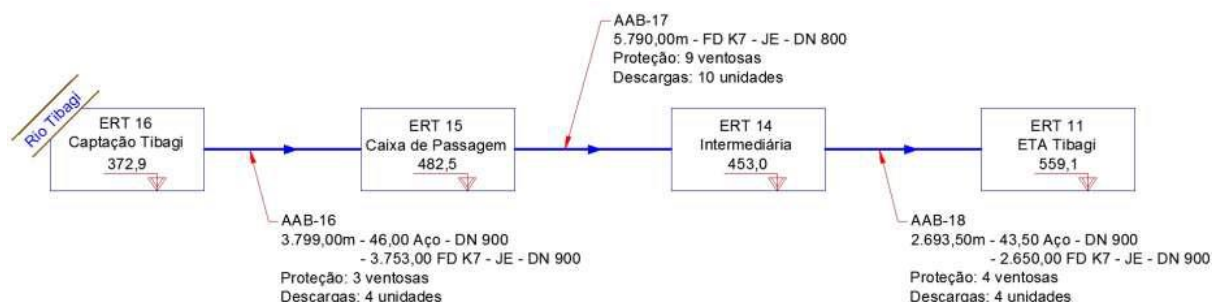 AAB-17
5.790,00m - FD K7 - JE - DN 800
Proteção: 9 ventosas
Descargas: 10 unidades
Rio Tibagi
ERT 16
Captação Tibagi
372,9
ERT 15
Caixa de Passagem
482,5
ERT 14
Intermediária
453,0
ERT 11
ETA Tibagi
559,1
AAB-16
3.799,00m - 46,00 Aço - DN 900
- 3.753,00 FD K7 - JE - DN 900
Proteção: 3 ventosas
Descargas: 4 unidades
AAB-18
2.693,50m - 43,50 Aço - DN 900
- 2.650,00 FD K7 - JE - DN 900
Proteção: 4 ventosas
Descargas: 4 unidades